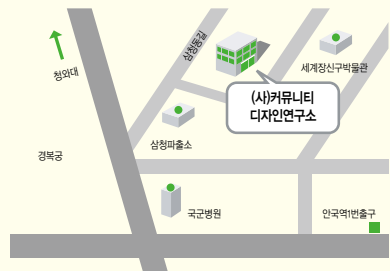 삼청동길
청와대
세계장신구박물관
(사)커뮤니티
디자인연구소
삼청파출소
경복궁
국군병원
안국역1번출구